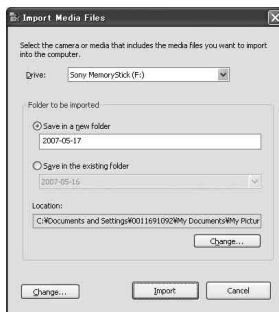 Import Media Files
Select the camera or media that includes the media files you want to import
into the computer.
Drive:
Sony MemoryStick (F:)
Folder to be imported
Save in a new folder
2007-05-17
Save in the existing folder
2007-05-16
Location:
C:¥Documents and Settings¥0011691092¥My Documents¥My Pictur
Change...
Change...
Import
Cancel